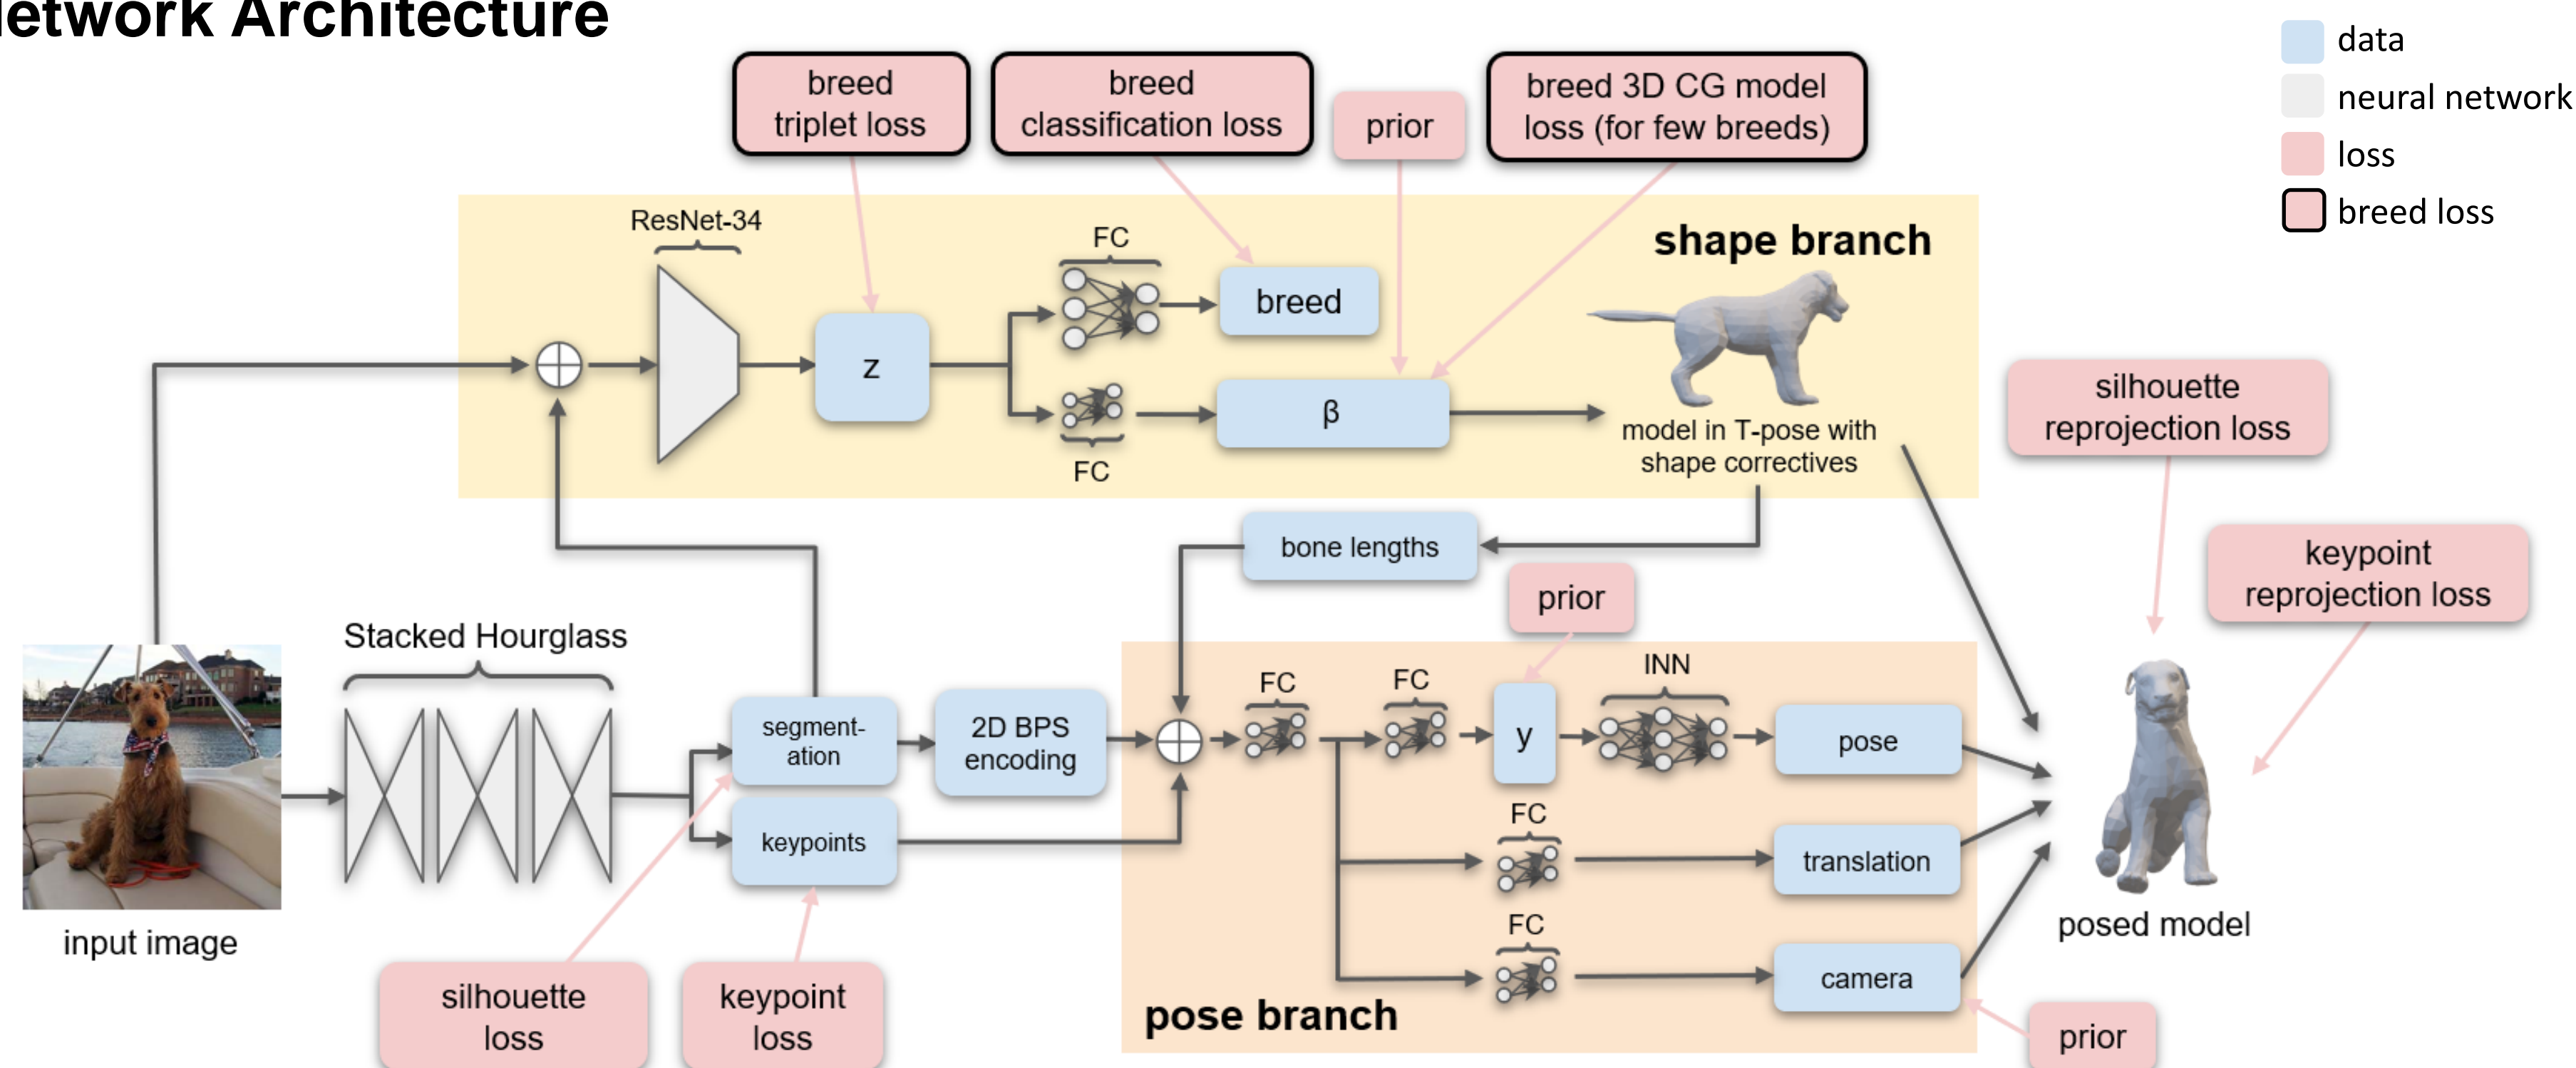 etwork Architecture
data
neural network
loss
breed loss
breed
triplet loss
breed
classification loss
prior
breed 3D CG model
loss (for few breeds)
shape branch
ResNet-34
z
FC
breed
FC
β
model in T-pose with
shape correctives
silhouette
reprojection loss
keypoint
reprojection loss
bone lengths
prior
Stacked Hourglass
input image
segment-
ation
keypoints
2D BPS
encoding
silhouette
loss
keypoint
loss
pose branch
FC
FC
y
INN
pose
FC
translation
FC
camera
prior
posed model